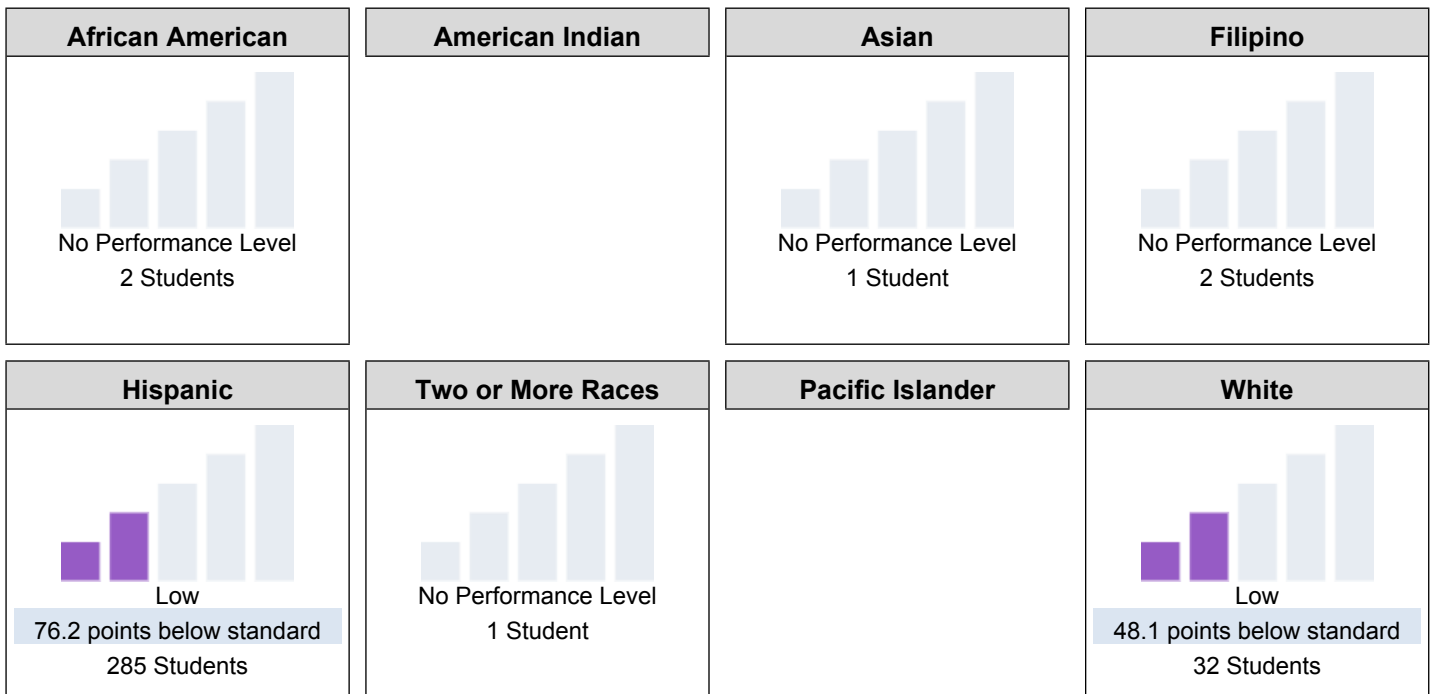 African American
No Performance Level
2 Students
American Indian
Asian
No Performance Level
1 Student
Filipino
No Performance Level
2 Students
Hispanic
Low
76.2 points below standard
285 Students
Two or More Races
No Performance Level
1 Student
Pacific Islander
White
Low
48.1 points below standard
32 Students